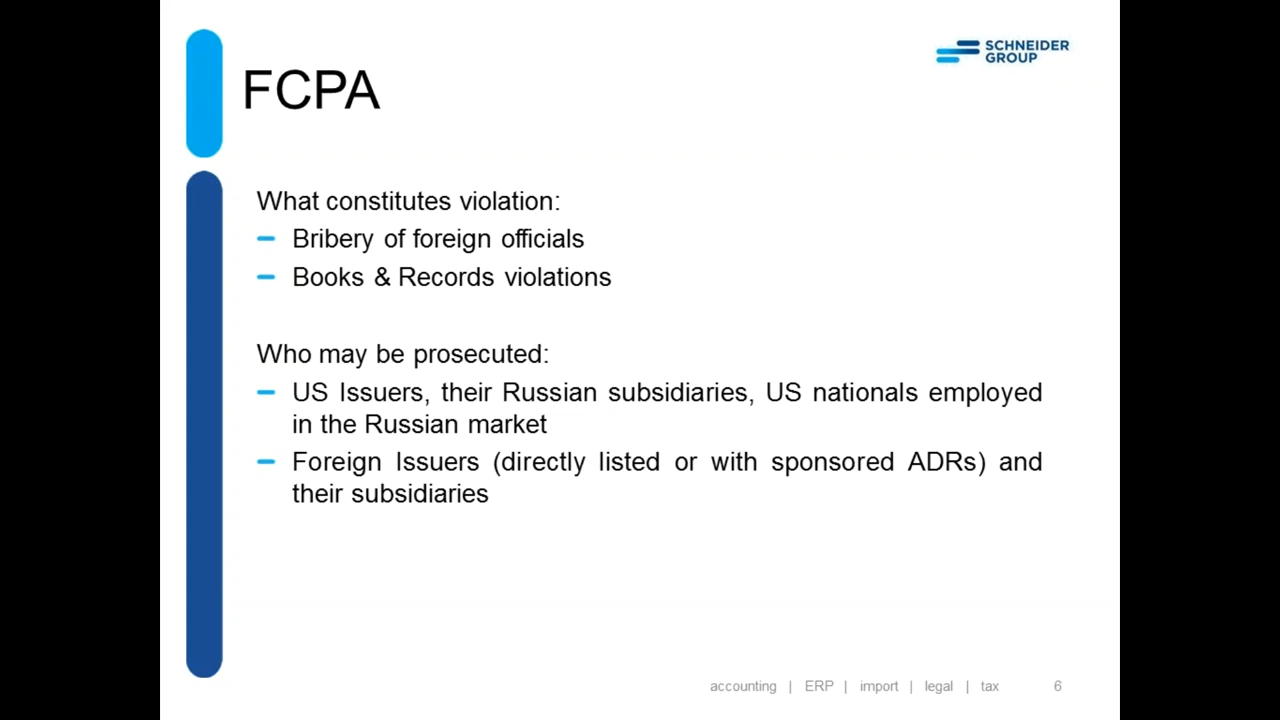 SCHNEIDER
GROUP
FCPA
What constitutes violation:
– Bribery of foreign officials
– Books & Records violations
Who may be prosecuted:
– US Issuers, their Russian subsidiaries, US nationals employed
in the Russian market
– Foreign Issuers (directly listed or with sponsored ADRs) and
their subsidiaries
accounting | ERP | import | legal | tax 6